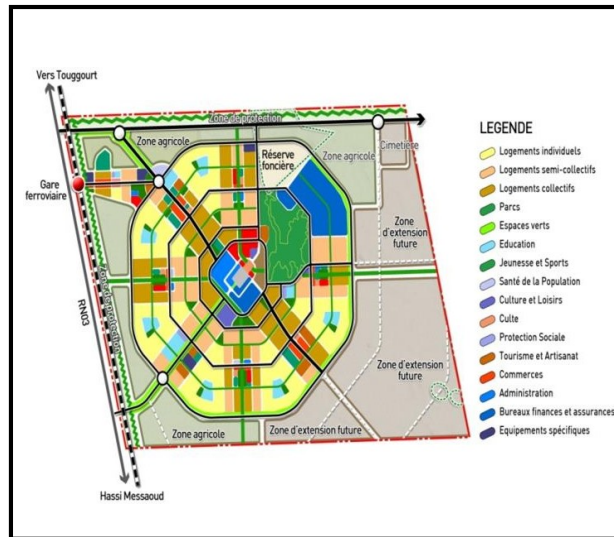 Vers Touggourt
Zone de protection
Zone agricole
Réserve
foncière
Zone agricole
Cimetière
Gare
ferroviaire
Zone
d'extension
future
RN03
Zone de protection
Zone d'extension
future
Zone agricole
Zone d'extension future
Hassi Messaoud
LEGENDE
Logements individuels
Logements semi-collectifs
Logements collectifs
Parcs
Espaces verts
Education
Jeunesse et Sports
Santé de la Population
Culture et Loisirs
Culte
Protection Sociale
Tourisme et Artisanat
Commerces
Administration
Bureaux finances et assurances
Equipements spécifiques